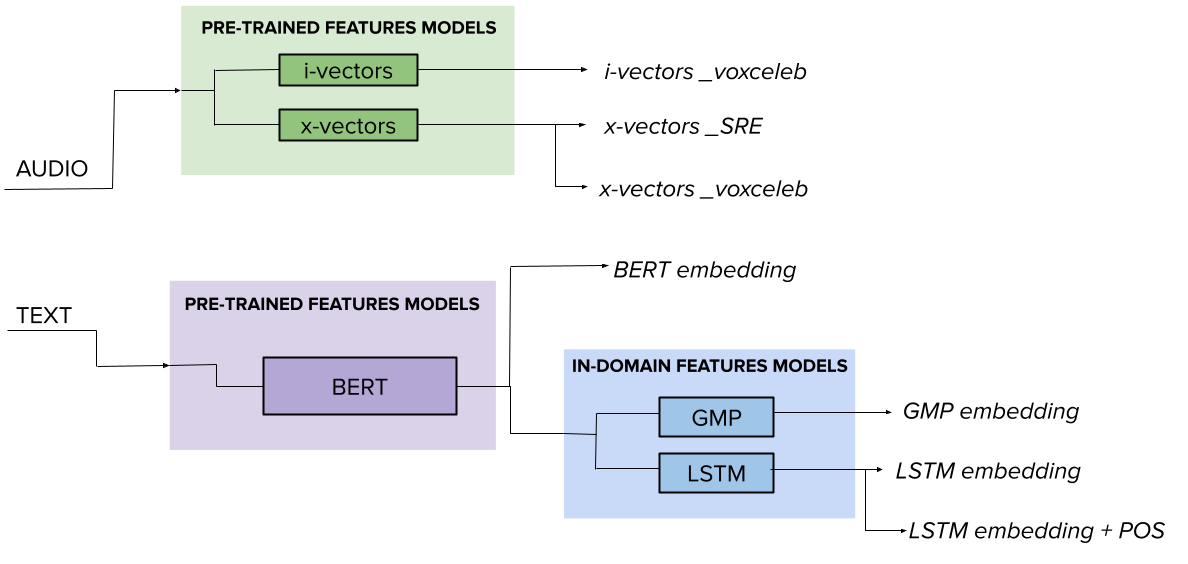 PRE-TRAINED FEATURES MODELS
i-vectors
i-vectors _voxceleb
x-vectors
x-vectors _SRE
AUDIO
x-vectors _voxceleb
BERT embedding
PRE-TRAINED FEATURES MODELS
TEXT
BERT
IN-DOMAIN FEATURES MODELS
GMP
GMP embedding
LSTM
LSTM embedding
LSTM embedding + POS